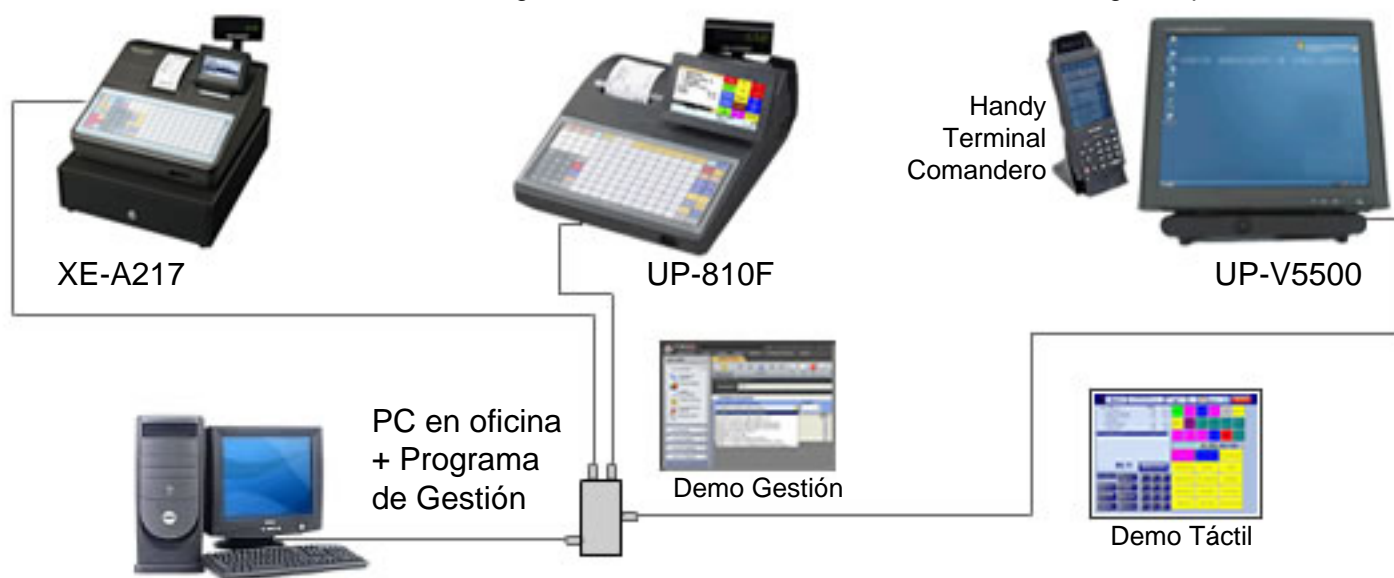 Handy
Terminal
Comandero
XE-A217
UP-810F
UP-V5500
PC en oficina
+ Programa
de Gestión
Demo Gestión
Demo Táctil